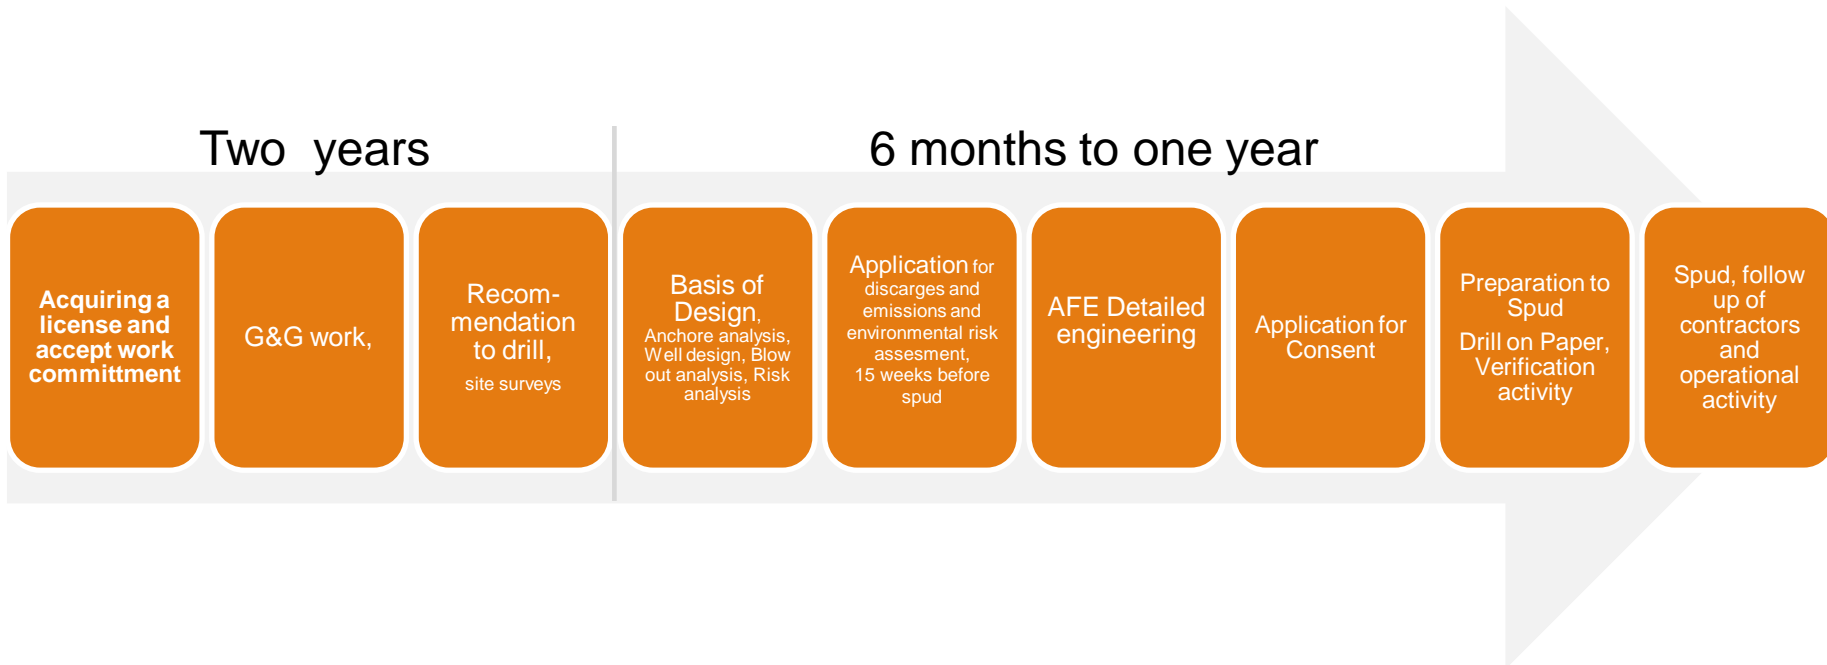 Two years
6 months to one year
Acquiring a
license and
accept work
committment
G&G work,
Recom-
mendation
to drill,
site surveys
Basis of
Design,
Anchore analysis,
Well design, Blow
out analysis, Risk
analysis
Application for
discarges and
emissions and
environmental risk
assesment,
15 weeks before
spud
AFE Detailed
engineering
Application for
Consent
Preparation to
Spud
Drill on Paper,
Verification
activity
Spud, follow
up of
contractors
and
operational
activity